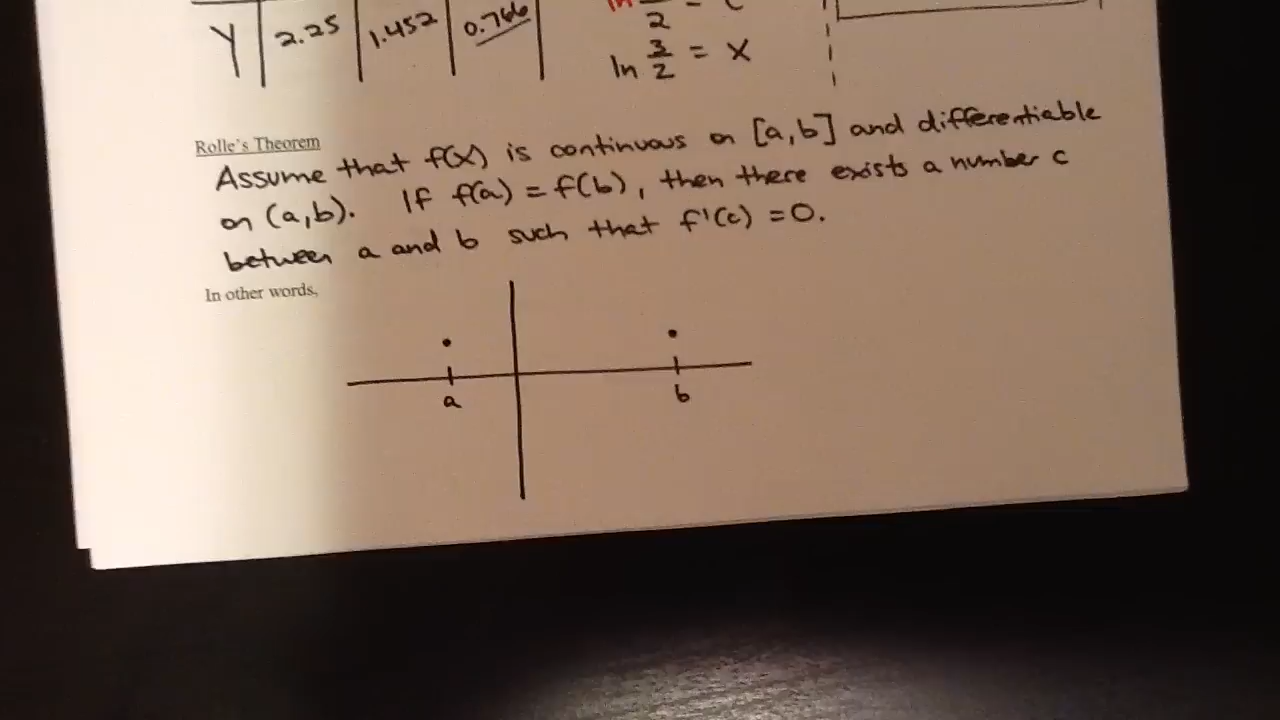 Y 2.25 1.452 0.766
2
ln 3/2 = x
Rolle's Theorem
Assume that f(x) is continuous on [a,b] and differentiable
on (a,b). If f(a) = f(b), then there exists a number c
between a and b such that f'(c) = 0.
In other words,
a b